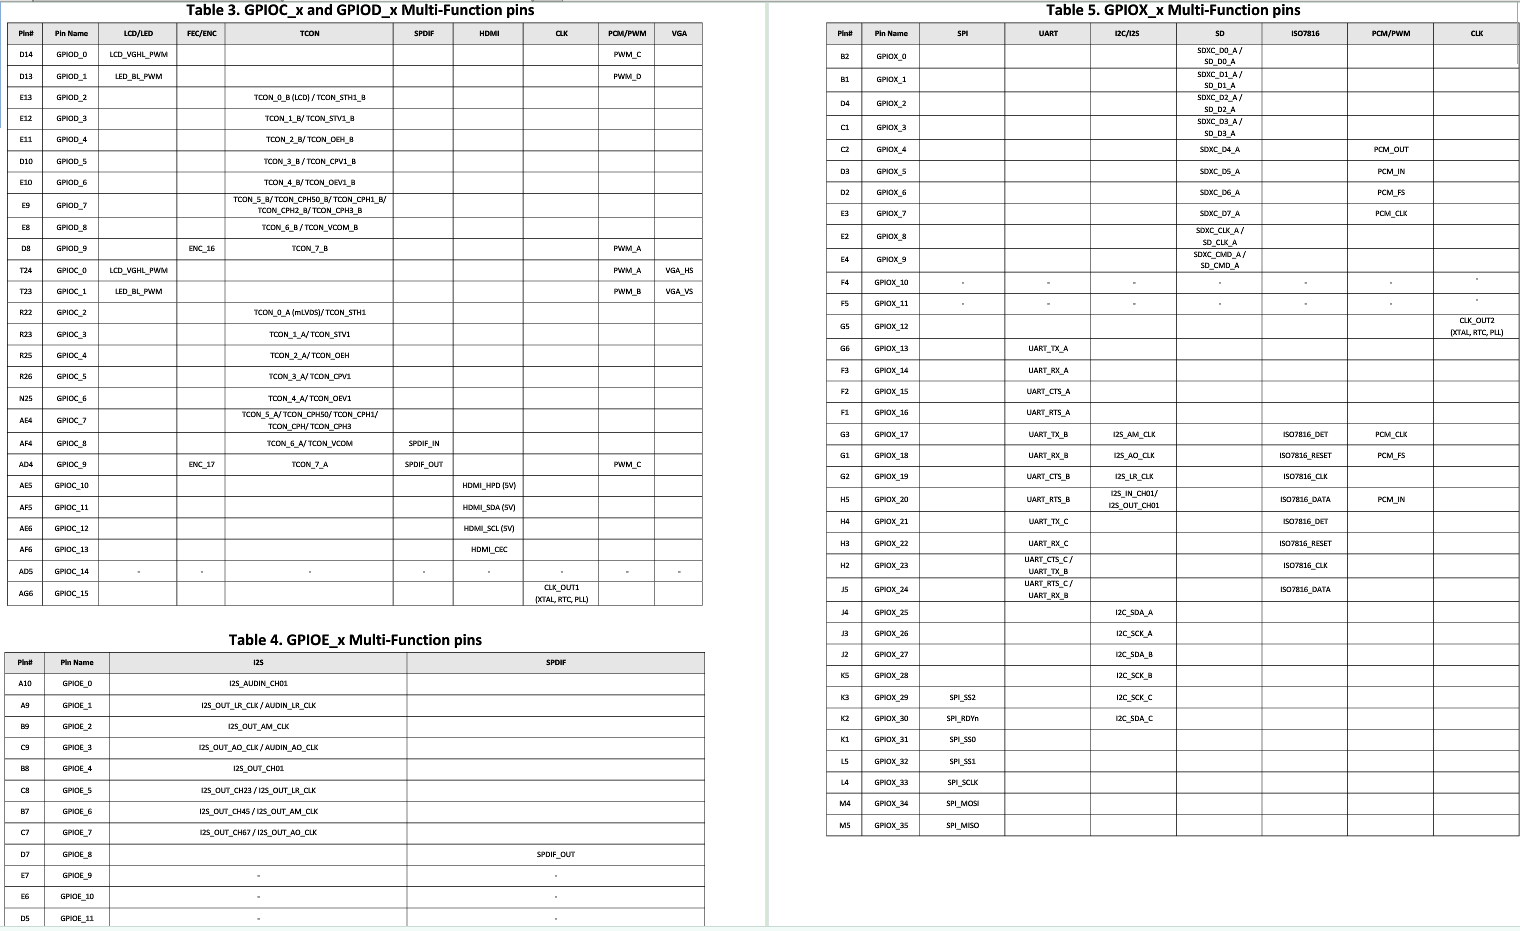 Table 3. GPIOC_x and GPIOD_x Multi-Function pins
Pin# Pin Name LCD/LED FEC/ENC TCON SPDIF HDMI CLK PCM/PWM VGA
D14 GPIOD_0 LCD_VGHL_PWM PWM_C
D13 GPIOD_1 LED_BL_PWM PWM_D
E13 GPIOD_2 TCON_0_B (LCD) / TCON_STH1_B
E12 GPIOD_3 TCON_1_B/ TCON_STV1_B
E11 GPIOD_4 TCON_2_B/ TCON_OEH_B
D10 GPIOD_5 TCON_3_B / TCON_CPV1_B
E10 GPIOD_6 TCON_4_B/ TCON_OEV1_B
E9 GPIOD_7 TCON_5_B/ TCON_CPH50_B/ TCON_CPH1_B/
TCON_CPH2_B/ TCON_CPH3_B
E8 GPIOD_8 TCON_6_B / TCON_VCOM_B
D8 GPIOD_9 ENC_16 TCON_7_B PWM_A
T24 GPIOC_0 LCD_VGHL_PWM PWM_A VGA_HS
T23 GPIOC_1 LED_BL_PWM PWM_B VGA_VS
R22 GPIOC_2 TCON_0_A (mLVDS)/ TCON_STH1
R23 GPIOC_3 TCON_1_A/ TCON_STV1
R25 GPIOC_4 TCON_2_A/ TCON_OEH
R26 GPIOC_5 TCON_3_A/ TCON_CPV1
N25 GPIOC_6 TCON_4_A/ TCON_OEV1
AE4 GPIOC_7 TCON_5_A/ TCON_CPH50/ TCON_CPH1/
TCON_CPH/ TCON_CPH3
AF4 GPIOC_8 TCON_6_A/ TCON_VCOM SPDIF_IN
AD4 GPIOC_9 ENC_17 TCON_7_A SPDIF_OUT PWM_C
AE5 GPIOC_10 HDMI_HPD (5V)
AF5 GPIOC_11 HDMI_SDA (5V)
AE6 GPIOC_12 HDMI_SCL (5V)
AF6 GPIOC_13 HDMI_CEC
AD5 GPIOC_14 - - - - - - - -
AG6 GPIOC_15 CLK_OUT1
(XTAL, RTC, PLL)
Table 4. GPIOE_x Multi-Function pins
Pin# Pin Name I2S SPDIF
A10 GPIOE_0 I2S_AUDIN_CH01
A9 GPIOE_1 I2S_OUT_LR_CLK / AUDIN_LR_CLK
B9 GPIOE_2 I2S_OUT_AM_CLK
C9 GPIOE_3 I2S_OUT_AO_CLK / AUDIN_AO_CLK
B8 GPIOE_4 I2S_OUT_CH01
C8 GPIOE_5 I2S_OUT_CH23 / I2S_OUT_LR_CLK
B7 GPIOE_6 I2S_OUT_CH45 / I2S_OUT_AM_CLK
C7 GPIOE_7 I2S_OUT_CH67 / I2S_OUT_AO_CLK
D7 GPIOE_8 SPDIF_OUT
E7 GPIOE_9 - -
E6 GPIOE_10 - -
D5 GPIOE_11 - -
Table 5. GPIOX_x Multi-Function pins
Pin# Pin Name SPI UART I2C/I2S SD ISO7816 PCM/PWM CLK
B2 GPIOX_0 SDXC_D0_A /
SD_D0_A
B1 GPIOX_1 SDXC_D1_A /
SD_D1_A
D4 GPIOX_2 SDXC_D2_A /
SD_D2_A
C1 GPIOX_3 SDXC_D3_A /
SD_D3_A
C2 GPIOX_4 SDXC_D4_A PCM_OUT
D3 GPIOX_5 SDXC_D5_A PCM_IN
D2 GPIOX_6 SDXC_D6_A PCM_FS
E3 GPIOX_7 SDXC_D7_A PCM_CLK
E2 GPIOX_8 SDXC_CLK_A /
SD_CLK_A
E4 GPIOX_9 SDXC_CMD_A /
SD_CMD_A
F4 GPIOX_10 - - - - - - -
F5 GPIOX_11 - - - - - - -
G5 GPIOX_12 CLK_OUT2
(XTAL, RTC, PLL)
G6 GPIOX_13 UART_TX_A
F3 GPIOX_14 UART_RX_A
F2 GPIOX_15 UART_CTS_A
F1 GPIOX_16 UART_RTS_A
G3 GPIOX_17 UART_TX_B I2S_AM_CLK ISO7816_DET PCM_CLK
G1 GPIOX_18 UART_RX_B I2S_AO_CLK ISO7816_RESET PCM_FS
G2 GPIOX_19 UART_CTS_B I2S_LR_CLK ISO7816_CLK
H5 GPIOX_20 UART_RTS_B I2S_IN_CH01/
I2S_OUT_CH01 ISO7816_DATA PCM_IN
H4 GPIOX_21 UART_TX_C ISO7816_DET
H3 GPIOX_22 UART_RX_C ISO7816_RESET
H2 GPIOX_23 UART_CTS_C /
UART_TX_B ISO7816_CLK
J5 GPIOX_24 UART_RTS_C /
UART_RX_B ISO7816_DATA
J4 GPIOX_25 I2C_SDA_A
J3 GPIOX_26 I2C_SCK_A
J2 GPIOX_27 I2C_SDA_B
K5 GPIOX_28 I2C_SCK_B
K3 GPIOX_29 SPI_SS2 I2C_SCK_C
K2 GPIOX_30 SPI_RDYn I2C_SDA_C
K1 GPIOX_31 SPI_SS0
L5 GPIOX_32 SPI_SS1
L4 GPIOX_33 SPI_SCLK
M4 GPIOX_34 SPI_MOSI
M5 GPIOX_35 SPI_MISO